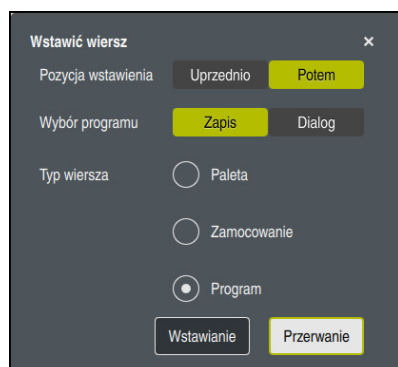 Wstawić wiersz ×
Pozycja wstawienia Uprzednio Potem
Wybór programu Zapis Dialog
Typ wiersza Paleta
Zamocowanie
Program
Wstawianie Przerwanie